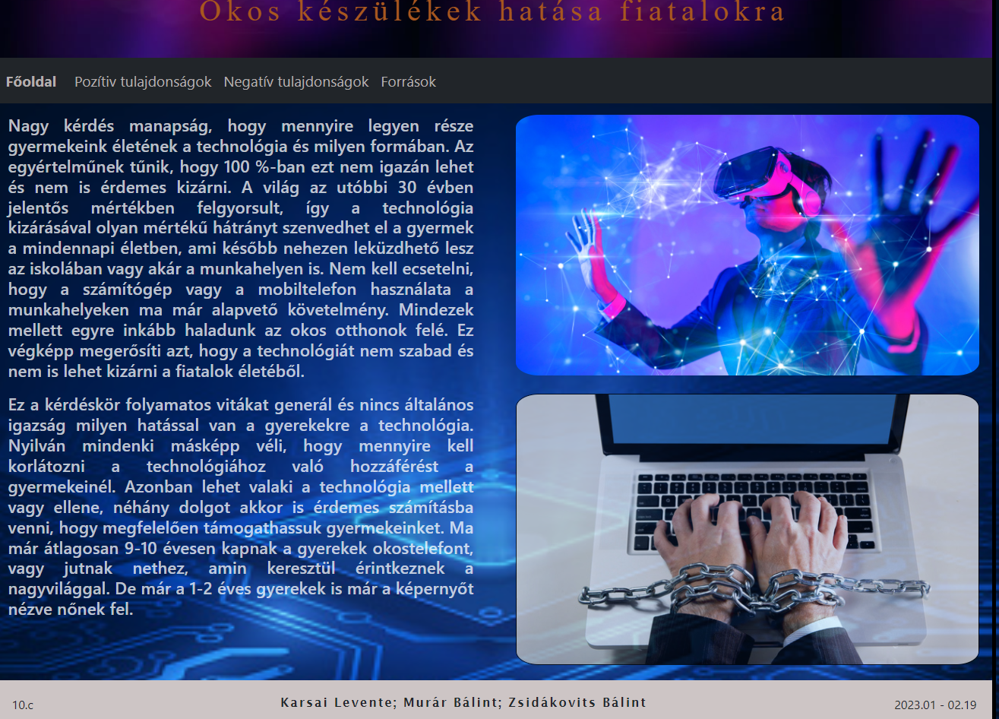 Okos készülékek hatása fiatalokra
Főoldal Pozítiv tulajdonságok Negatív tulajdonságok Források
Nagy kérdés manapság, hogy mennyire legyen része
gyermekeink életének a technológia és milyen formában. Az
egyértelműnek tűnik, hogy 100 %-ban ezt nem igazán lehet
és nem is érdemes kizárni. A világ az utóbbi 30 évben
jelentős mértékben felgyorsult, így a technológia
kizárásával olyan mértékű hátrányt szenvedhet el a gyermek
a mindennapi életben, ami később nehezen leküzdhető lesz
az iskolában vagy akár a munkahelyen is. Nem kell ecsetelni,
hogy a számítógép vagy a mobiltelefon használata a
munkahelyeken ma már alapvető követelmény. Mindezek
mellett egyre inkább haladunk az okos otthonok felé. Ez
végképp megerősíti azt, hogy a technológiát nem szabad és
nem is lehet kizárni a fiatalok életéből.
Ez a kérdéskör folyamatos vitákat generál és nincs általános
igazság milyen hatással van a gyerekekre a technológia.
Nyilván mindenki másképp véli, hogy mennyire kell
korlátozni a technológiához való hozzáférést a
gyermekeinél. Azonban lehet valaki a technológia mellett
vagy ellene, néhány dolgot akkor is érdemes számításba
venni, hogy megfelelően támogathassuk gyermekeinket. Ma
már átlagosan 9-10 évesen kapnak a gyerekek okostelefont,
vagy jutnak nethez, amin keresztül érintkeznek a
nagyvilággal. De már a 1-2 éves gyerekek is már a képernyőt
nézve nőnek fel.
10.c
Karsai Levente; Murár Bálint; Zsidákovits Bálint
2023.01 - 02.19